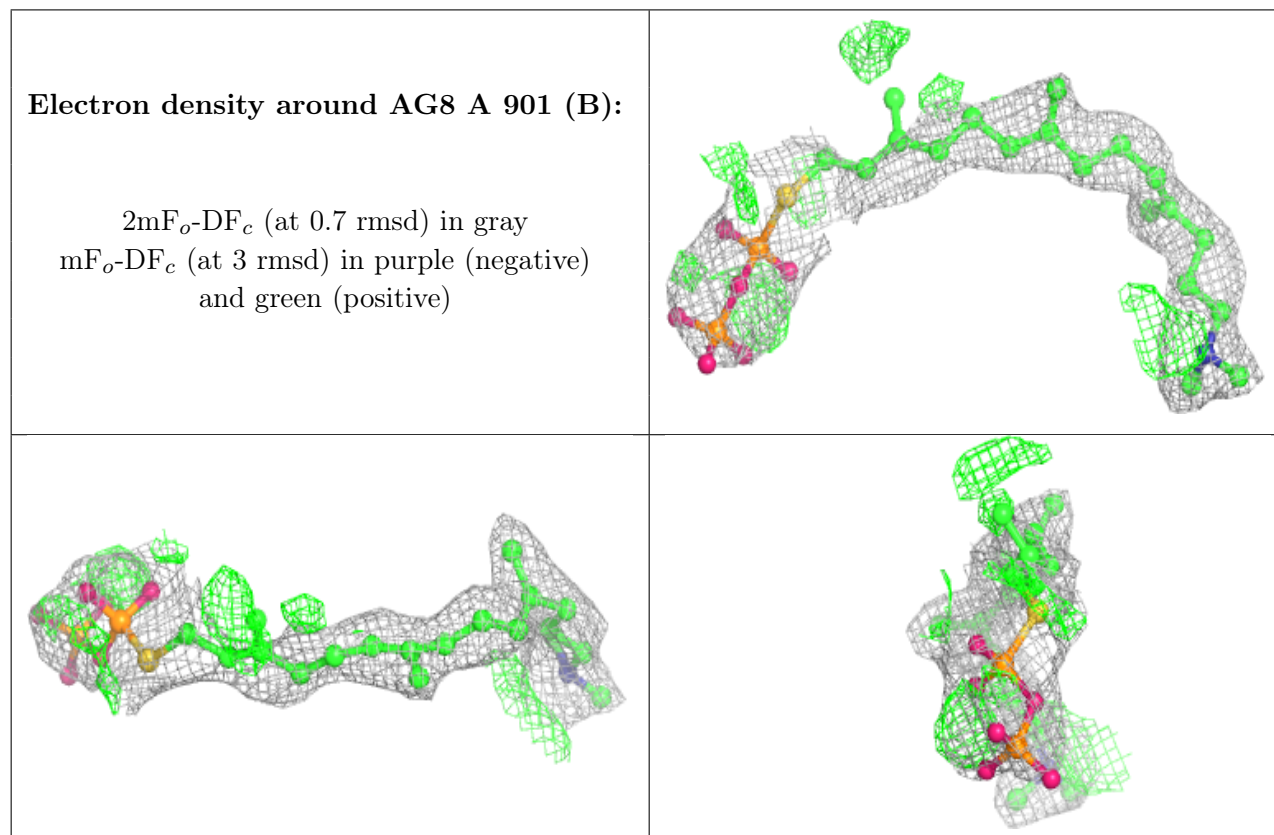 Electron density around AG8 A 901 (B):
2mFₒ-DF𝒸 (at 0.7 rmsd) in gray
mFₒ-DF𝒸 (at 3 rmsd) in purple (negative)
and green (positive)